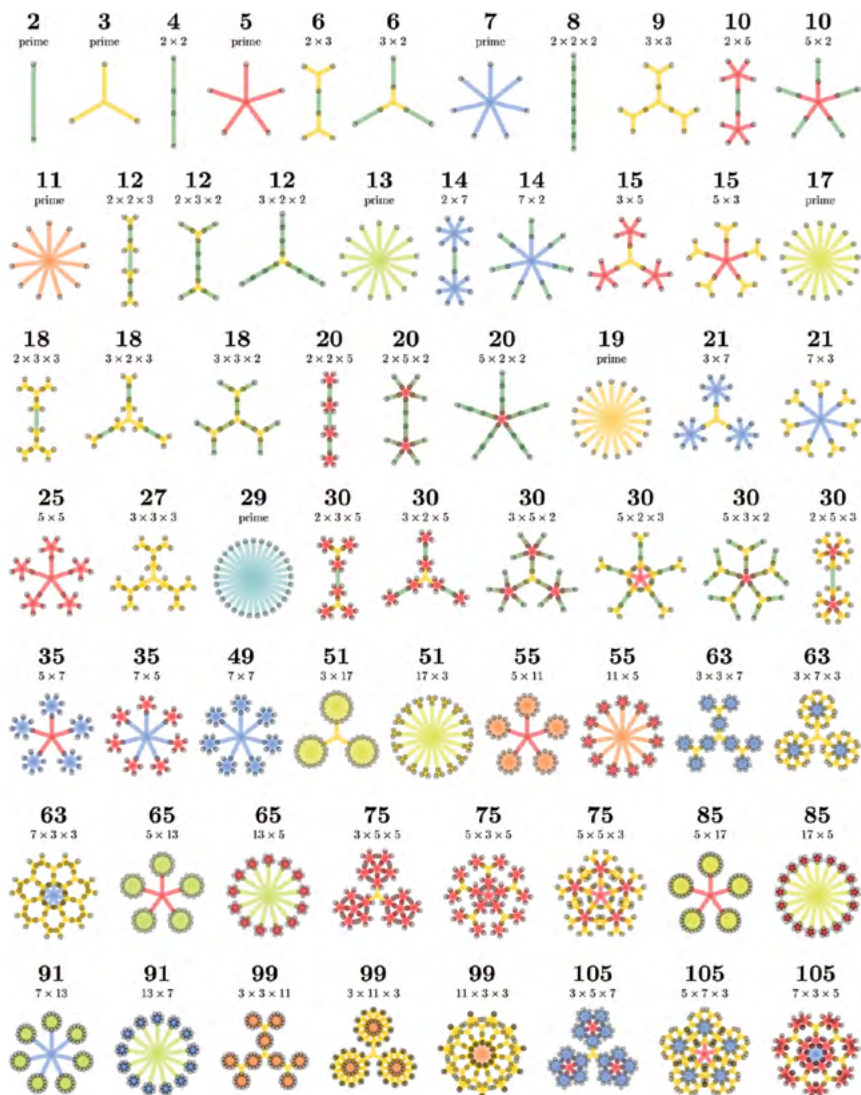 2 3 4 5 6 6 7 8 9 10 10
prime prime 2 × 2 prime 2 × 3 3 × 2 prime 2 × 2 × 2 3 × 3 2 × 5 5 × 2
11 12 12 12 13 14 14 15 15 17
prime 2 × 2 × 3 2 × 3 × 2 3 × 2 × 2 prime 2 × 7 7 × 2 3 × 5 5 × 3 prime
18 18 18 20 20 20 19 21 21
2 × 3 × 3 3 × 2 × 3 3 × 3 × 2 2 × 2 × 5 2 × 5 × 2 5 × 2 × 2 prime 3 × 7 7 × 3
25 27 29 30 30 30 30 30 30
5 × 5 3 × 3 × 3 prime 2 × 3 × 5 3 × 2 × 5 3 × 5 × 2 5 × 2 × 3 5 × 3 × 2 2 × 5 × 3
35 35 49 51 51 55 55 63 63
5 × 7 7 × 5 7 × 7 3 × 17 17 × 3 5 × 11 11 × 5 3 × 3 × 7 3 × 7 × 3
63 65 65 75 75 75 85 85
7 × 3 × 3 5 × 13 13 × 5 3 × 5 × 5 5 × 3 × 5 5 × 5 × 3 5 × 17 17 × 5
91 91 99 99 99 105 105 105
7 × 13 13 × 7 3 × 3 × 11 3 × 11 × 3 11 × 3 × 3 3 × 5 × 7 5 × 7 × 3 7 × 3 × 5